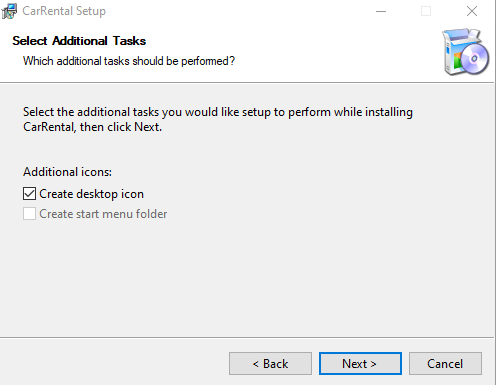 CarRental Setup
Select Additional Tasks
Which additional tasks should be performed?
Select the additional tasks you would like setup to perform while installing
CarRental, then click Next.
Additional icons:
Create desktop icon
Create start menu folder
< Back
Next >
Cancel